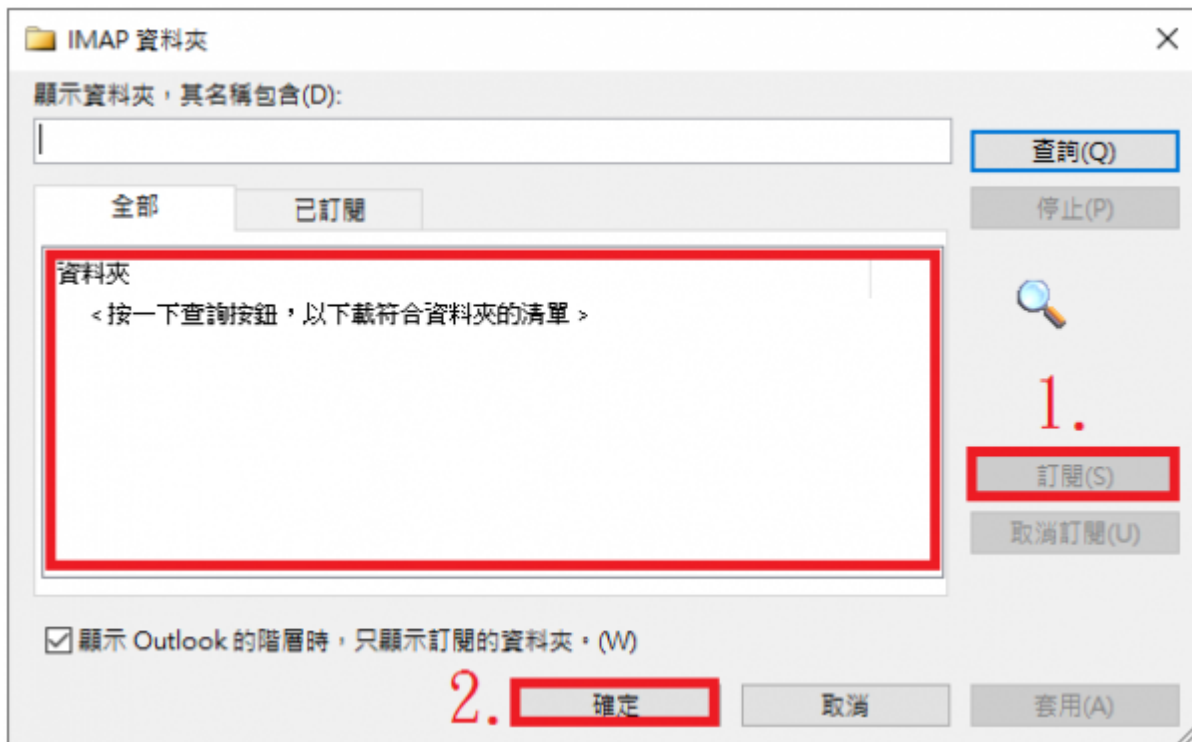 IMAP 資料夾
顯示資料夾，其名稱包含(D):
查詢(Q)
全部 已訂閱
停止(P)
資料夾
<按一下查詢按鈕，以下載符合資料夾的清單>
1.
訂閱(S)
取消訂閱(U)
顯示 Outlook 的階層時，只顯示訂閱的資料夾。(W)
2. 確定 取消 套用(A)